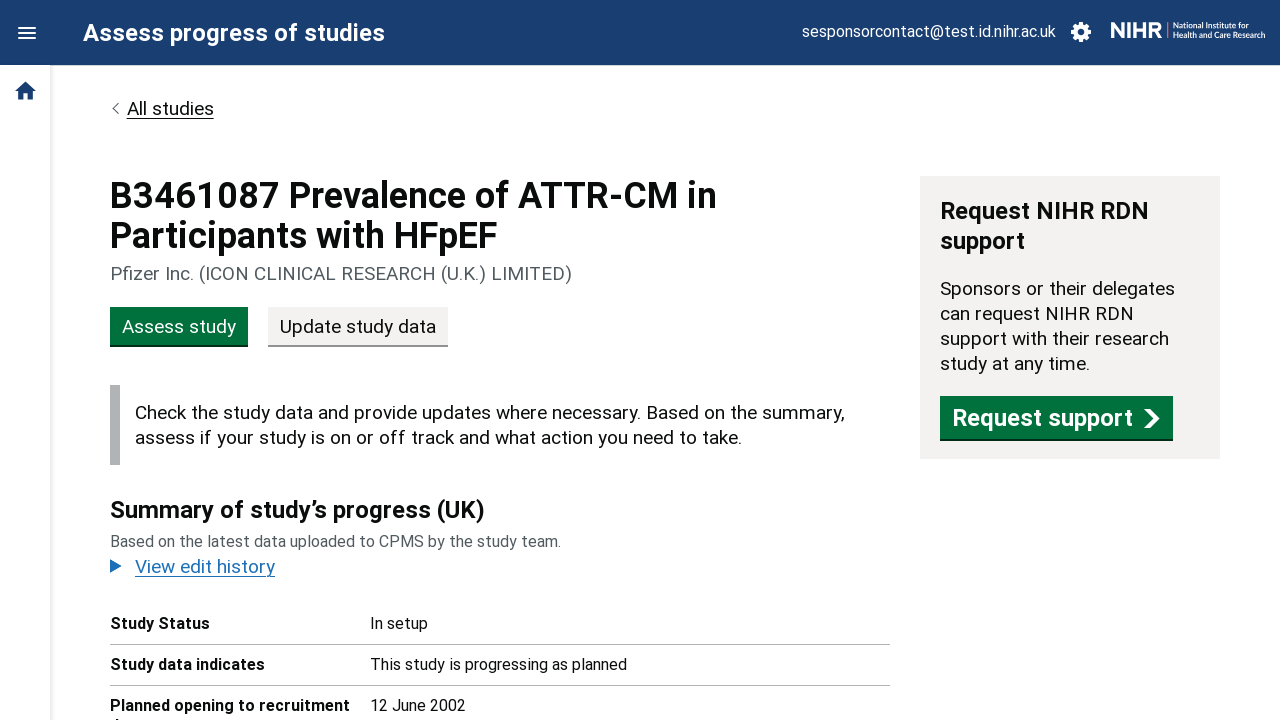 Assess progress of studies
sesponsorcontact@test.id.nihr.ac.uk
NIHR
National Institute for
Health and Care Research
All studies
B3461087 Prevalence of ATTR-CM in
Participants with HFpEF
Pfizer Inc. (ICON CLINICAL RESEARCH (U.K.) LIMITED)
Assess study
Update study data
Check the study data and provide updates where necessary. Based on the summary,
assess if your study is on or off track and what action you need to take.
Summary of study’s progress (UK)
Based on the latest data uploaded to CPMS by the study team.
View edit history
Study Status In setup
Study data indicates This study is progressing as planned
Planned opening to recruitment 12 June 2002
Request NIHR RDN
support
Sponsors or their delegates
can request NIHR RDN
support with their research
study at any time.
Request support